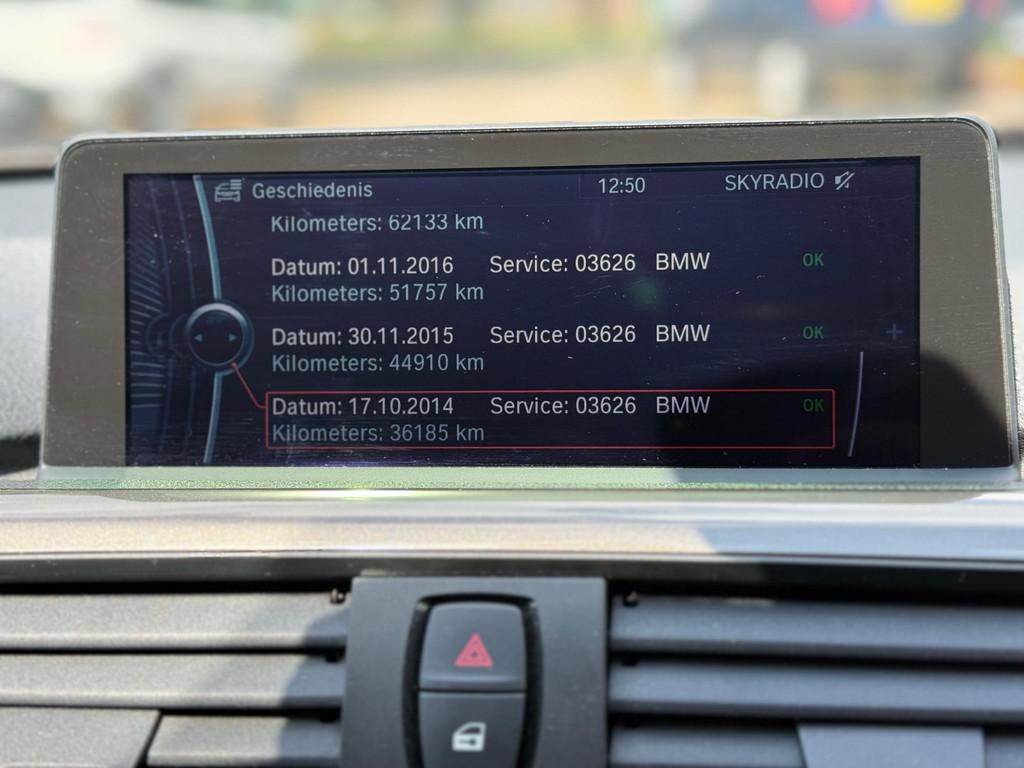 Geschiedenis 12:50 SKYRADIO
Kilometers: 62133 km
Datum: 01.11.2016 Service: 03626 BMW OK
Kilometers: 51757 km
Datum: 30.11.2015 Service: 03626 BMW OK
Kilometers: 44910 km
Datum: 17.10.2014 Service: 03626 BMW OK
Kilometers: 36185 km